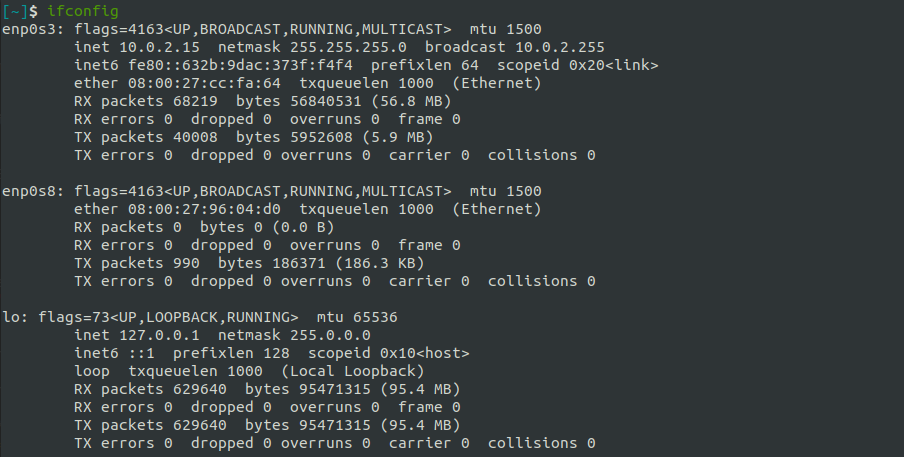 [~]$ ifconfig
enp0s3: flags=4163<UP,BROADCAST,RUNNING,MULTICAST>  mtu 1500
        inet 10.0.2.15  netmask 255.255.255.0  broadcast 10.0.2.255
        inet6 fe80::632b:9dac:373f:f4f4  prefixlen 64  scopeid 0x20<link>
        ether 08:00:27:cc:fa:64  txqueuelen 1000  (Ethernet)
        RX packets 68219  bytes 56840531 (56.8 MB)
        RX errors 0  dropped 0  overruns 0  frame 0
        TX packets 40008  bytes 5952608 (5.9 MB)
        TX errors 0  dropped 0 overruns 0  carrier 0  collisions 0

enp0s8: flags=4163<UP,BROADCAST,RUNNING,MULTICAST>  mtu 1500
        ether 08:00:27:96:04:d0  txqueuelen 1000  (Ethernet)
        RX packets 0  bytes 0 (0.0 B)
        RX errors 0  dropped 0  overruns 0  frame 0
        TX packets 990  bytes 186371 (186.3 KB)
        TX errors 0  dropped 0 overruns 0  carrier 0  collisions 0

lo: flags=73<UP,LOOPBACK,RUNNING>  mtu 65536
        inet 127.0.0.1  netmask 255.0.0.0
        inet6 ::1  prefixlen 128  scopeid 0x10<host>
        loop  txqueuelen 1000  (Local Loopback)
        RX packets 629640  bytes 95471315 (95.4 MB)
        RX errors 0  dropped 0  overruns 0  frame 0
        TX packets 629640  bytes 95471315 (95.4 MB)
        TX errors 0  dropped 0 overruns 0  carrier 0  collisions 0